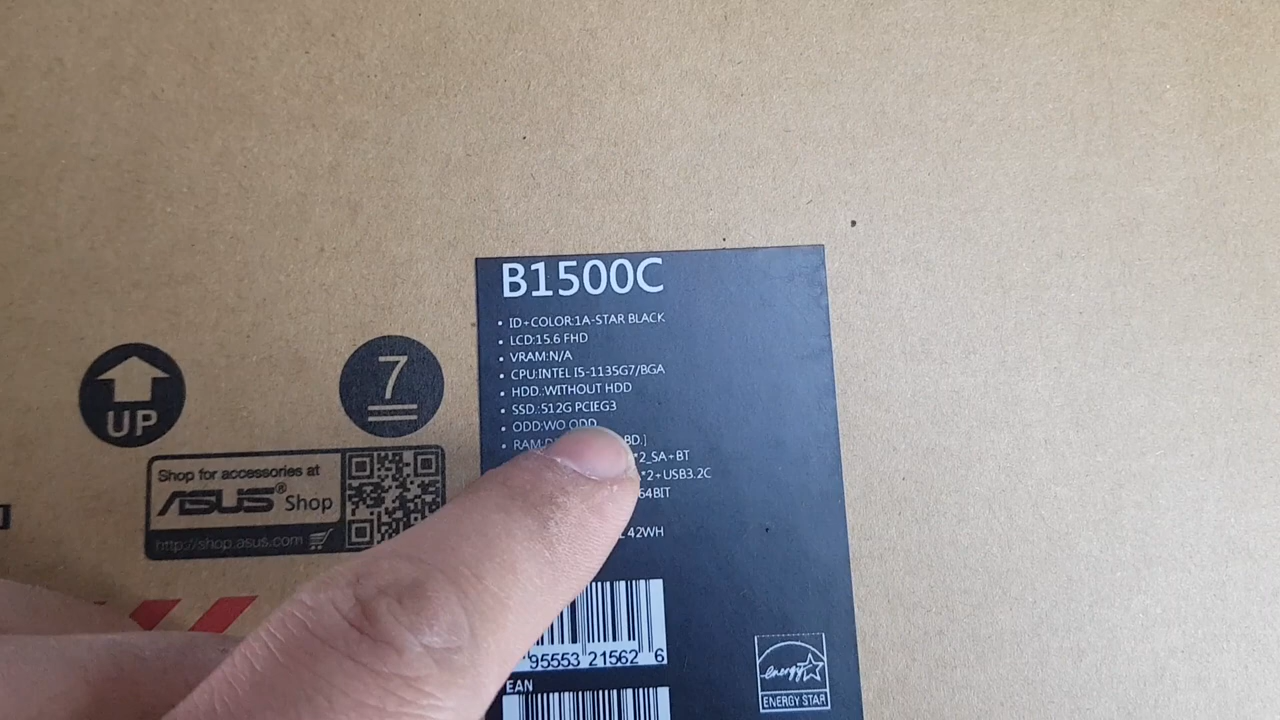 B1500C
• ID+COLOR:1A-STAR BLACK
• LCD:15.6 FHD
• VRAM:N/A
• CPU:INTEL I5-1135G7/BGA
• HDD.:WITHOUT HDD
• SSD.:512G PCIEG3
• ODD:WO ODD
• RAM:D BD.]
*2_SA+BT
*2+USB3.2C
64BIT
42WH
UP
7
Shop for accessories at
ASUS® Shop
http://shop.asus.com
95553 21562 6
EAN
energy
ENERGY STAR